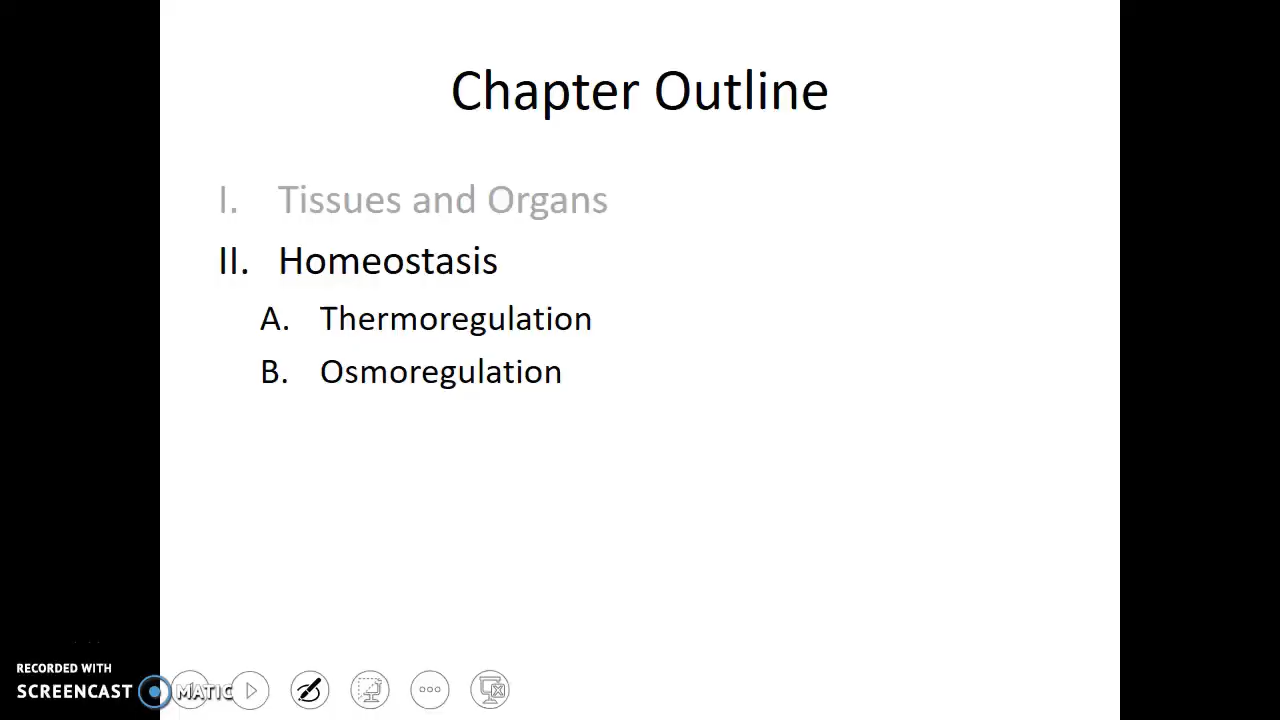 Chapter Outline
I. Tissues and Organs
II. Homeostasis
A. Thermoregulation
B. Osmoregulation
RECORDED WITH
SCREENCAST MATIC